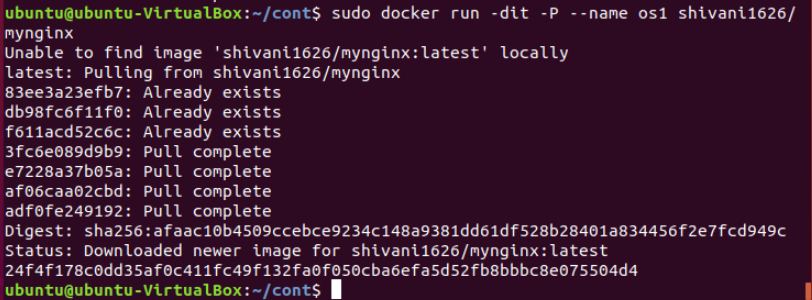 ubuntu@ubuntu-VirtualBox:~/cont$ sudo docker run -dit -P --name os1 shivani1626/
mynginx
Unable to find image 'shivani1626/mynginx:latest' locally
latest: Pulling from shivani1626/mynginx
83ee3a23efb7: Already exists
db98fc6f11f0: Already exists
f611acd52c6c: Already exists
3fc6e089d9b9: Pull complete
e7228a37b05a: Pull complete
af06caa02cbd: Pull complete
adf0fe249192: Pull complete
Digest: sha256:afaac10b4509ccebce9234c148a9381dd61df528b28401a834456f2e7fcd949c
Status: Downloaded newer image for shivani1626/mynginx:latest
24f4f178c0dd35af0c411fc49f132fa0f050cba6efa5d52fb8bbbc8e075504d4
ubuntu@ubuntu-VirtualBox:~/cont$